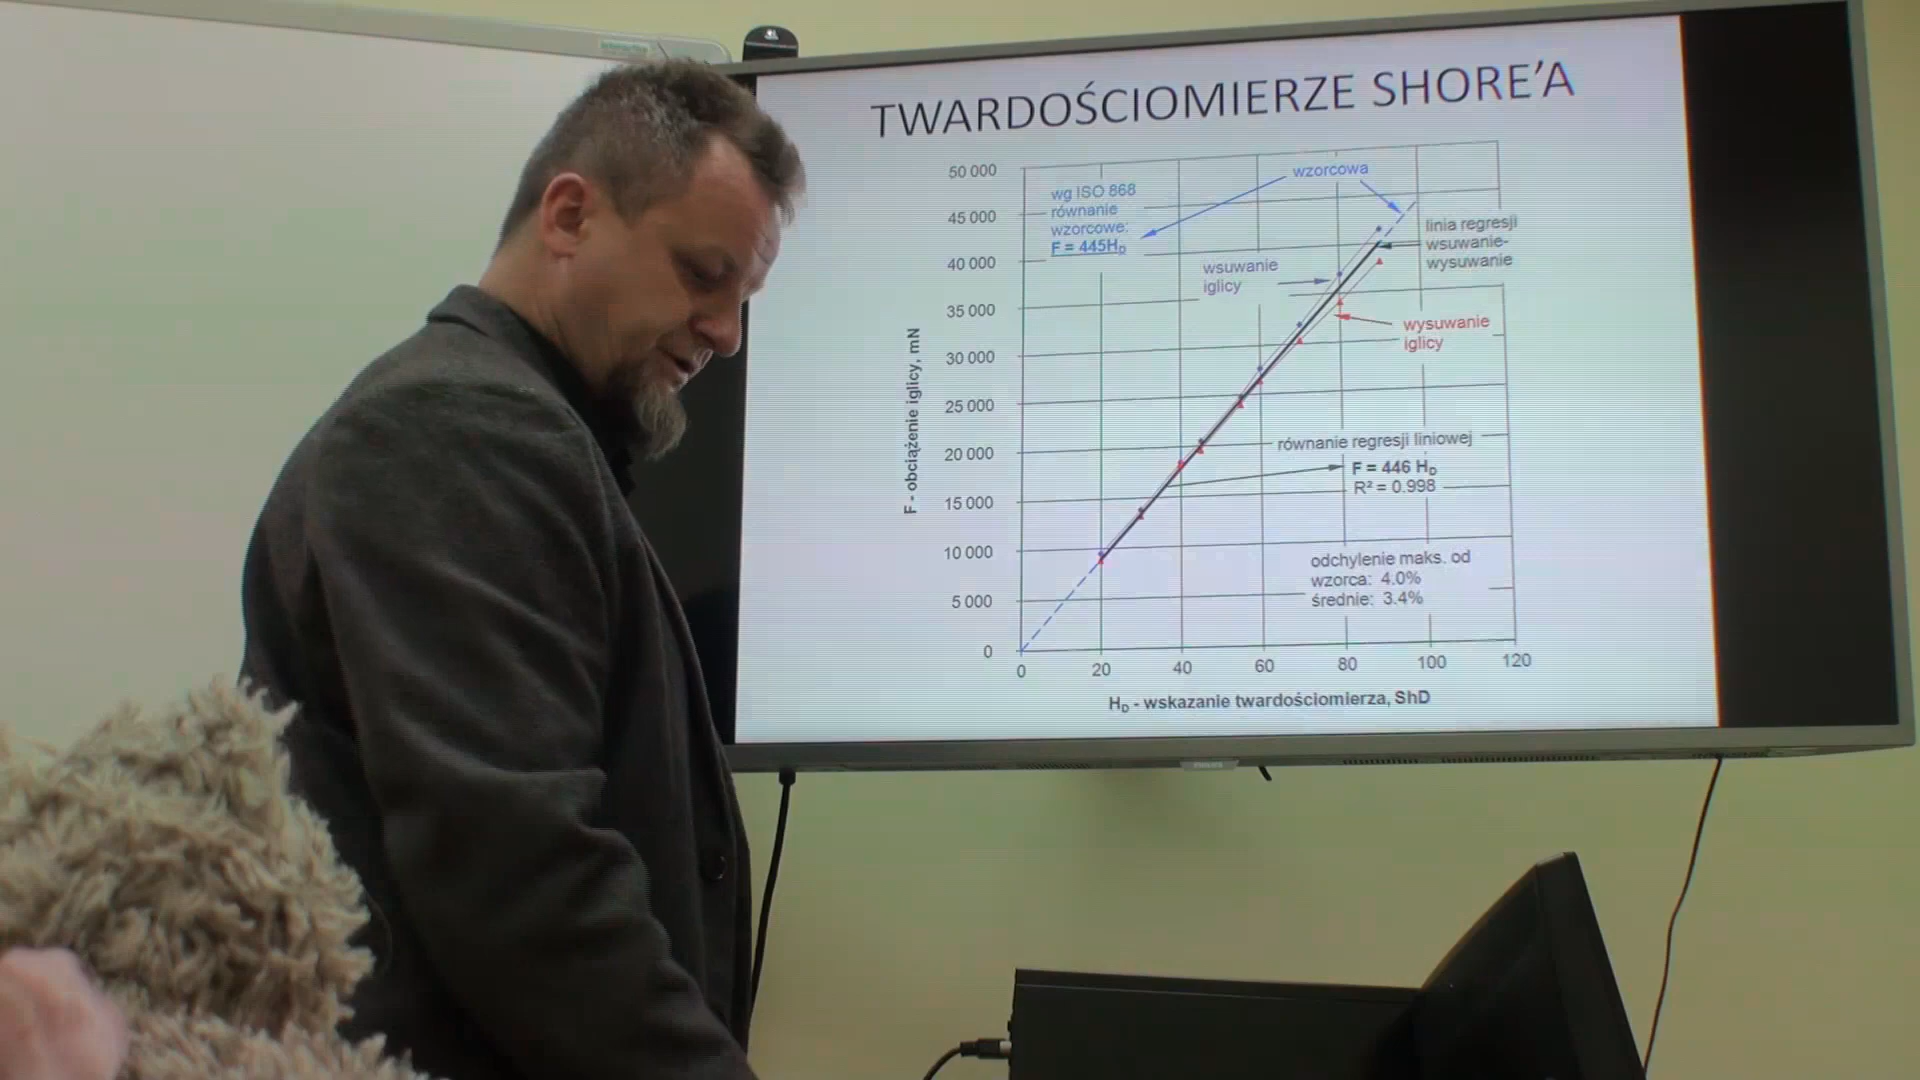 TWARDOŚCIOMIERZE SHORE'A
50 000
45 000
40 000
35 000
30 000
25 000
20 000
15 000
10 000
5 000
0
F - obciążenie iglicy, mN
wg ISO 868
równanie
wzorcowe:
F = 445H_D
wzorcowa
linia regresji
wsuwanie-
wysuwanie
wsuwanie
iglicy
wysuwanie
iglicy
równanie regresji liniowej
F = 446 H_D
R² = 0.998
odchylenie maks. od
wzorca: 4.0%
średnie: 3.4%
0 20 40 60 80 100 120
H_D - wskazanie twardościomierza, ShD